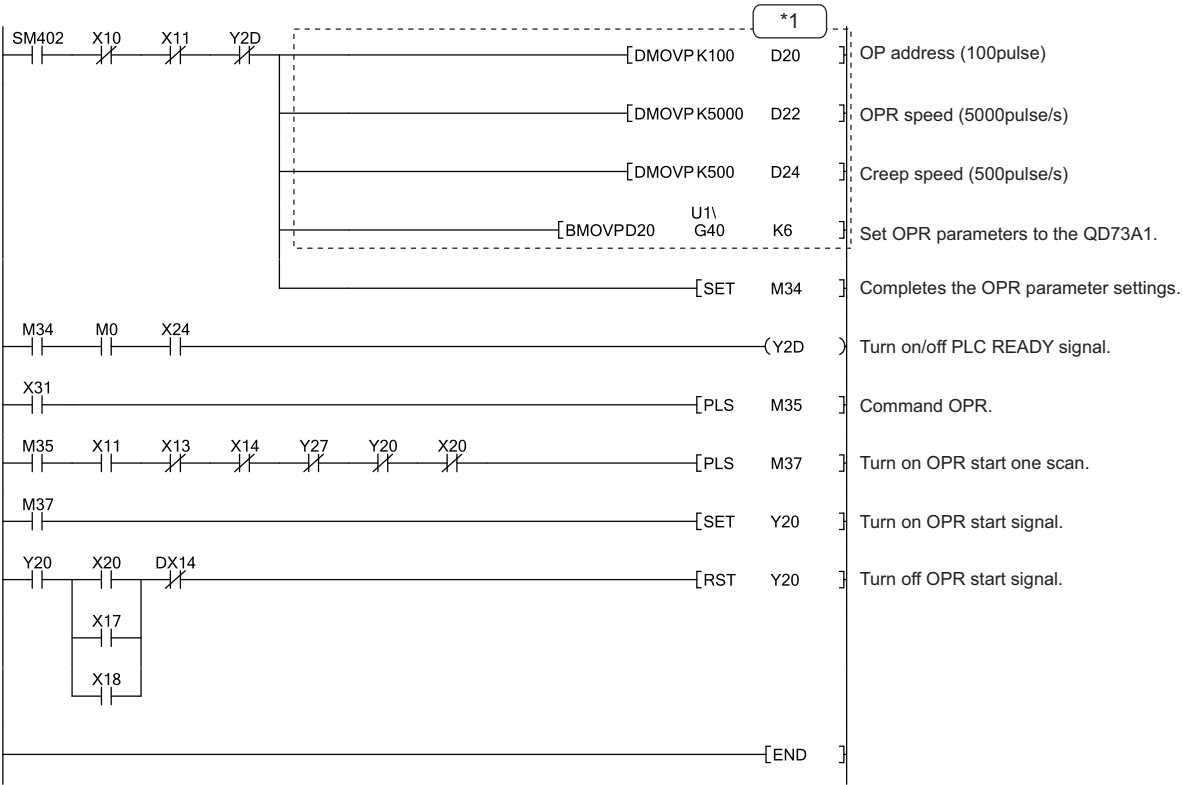 *1
SM402 X10 X11 Y2D
DMOVP K100 D20 OP address (100pulse)
DMOVP K5000 D22 OPR speed (5000pulse/s)
DMOVP K500 D24 Creep speed (500pulse/s)
U1\
BMOVPD20 G40 K6 Set OPR parameters to the QD73A1.
SET M34 Completes the OPR parameter settings.
M34 M0 X24
Y2D Turn on/off PLC READY signal.
X31
PLS M35 Command OPR.
M35 X11 X13 X14 Y27 Y20 X20
PLS M37 Turn on OPR start one scan.
M37
SET Y20 Turn on OPR start signal.
Y20 X20 DX14
RST Y20 Turn off OPR start signal.
X17
X18
END